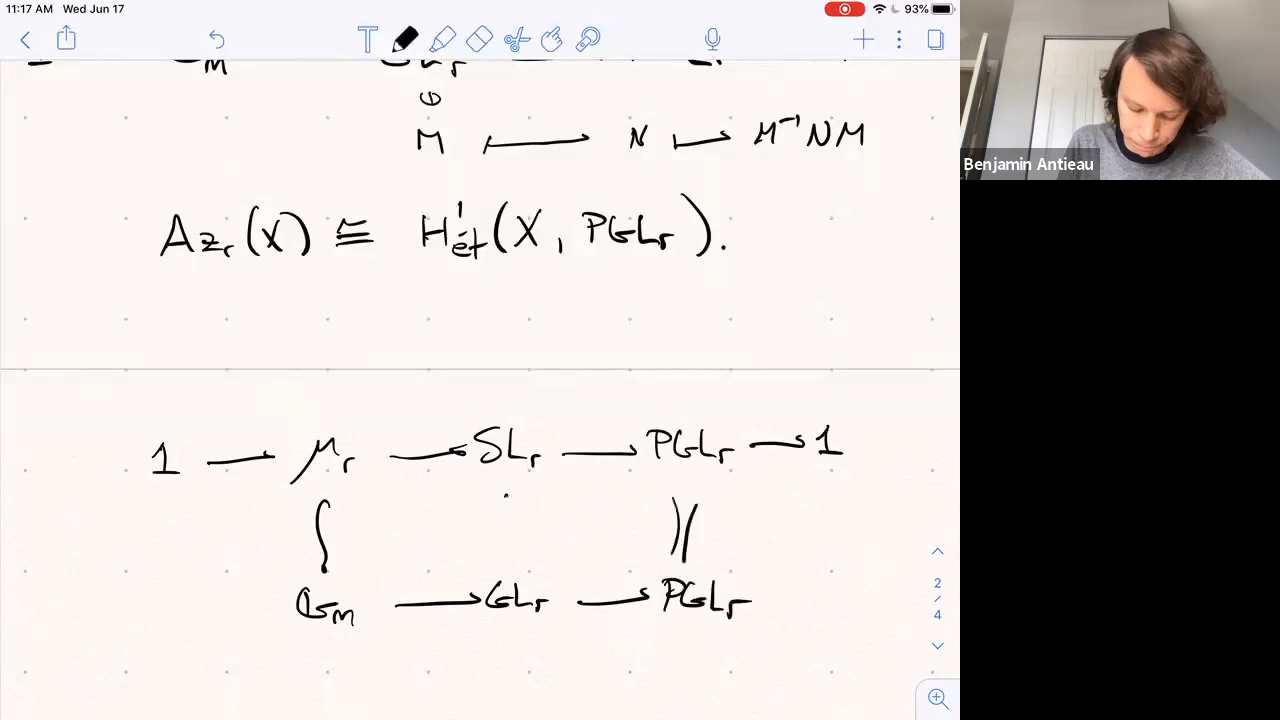 11:17 AM Wed Jun 17
93%
M ⟼ N ⟼ M⁻¹NM
Benjamin Antieau
Az_r(X) ≅ H¹_ét(X, PGL_r).
1 → μ_r → SL_r → PGL_r → 1
G_m → GL_r → PGL_r
2
/
4